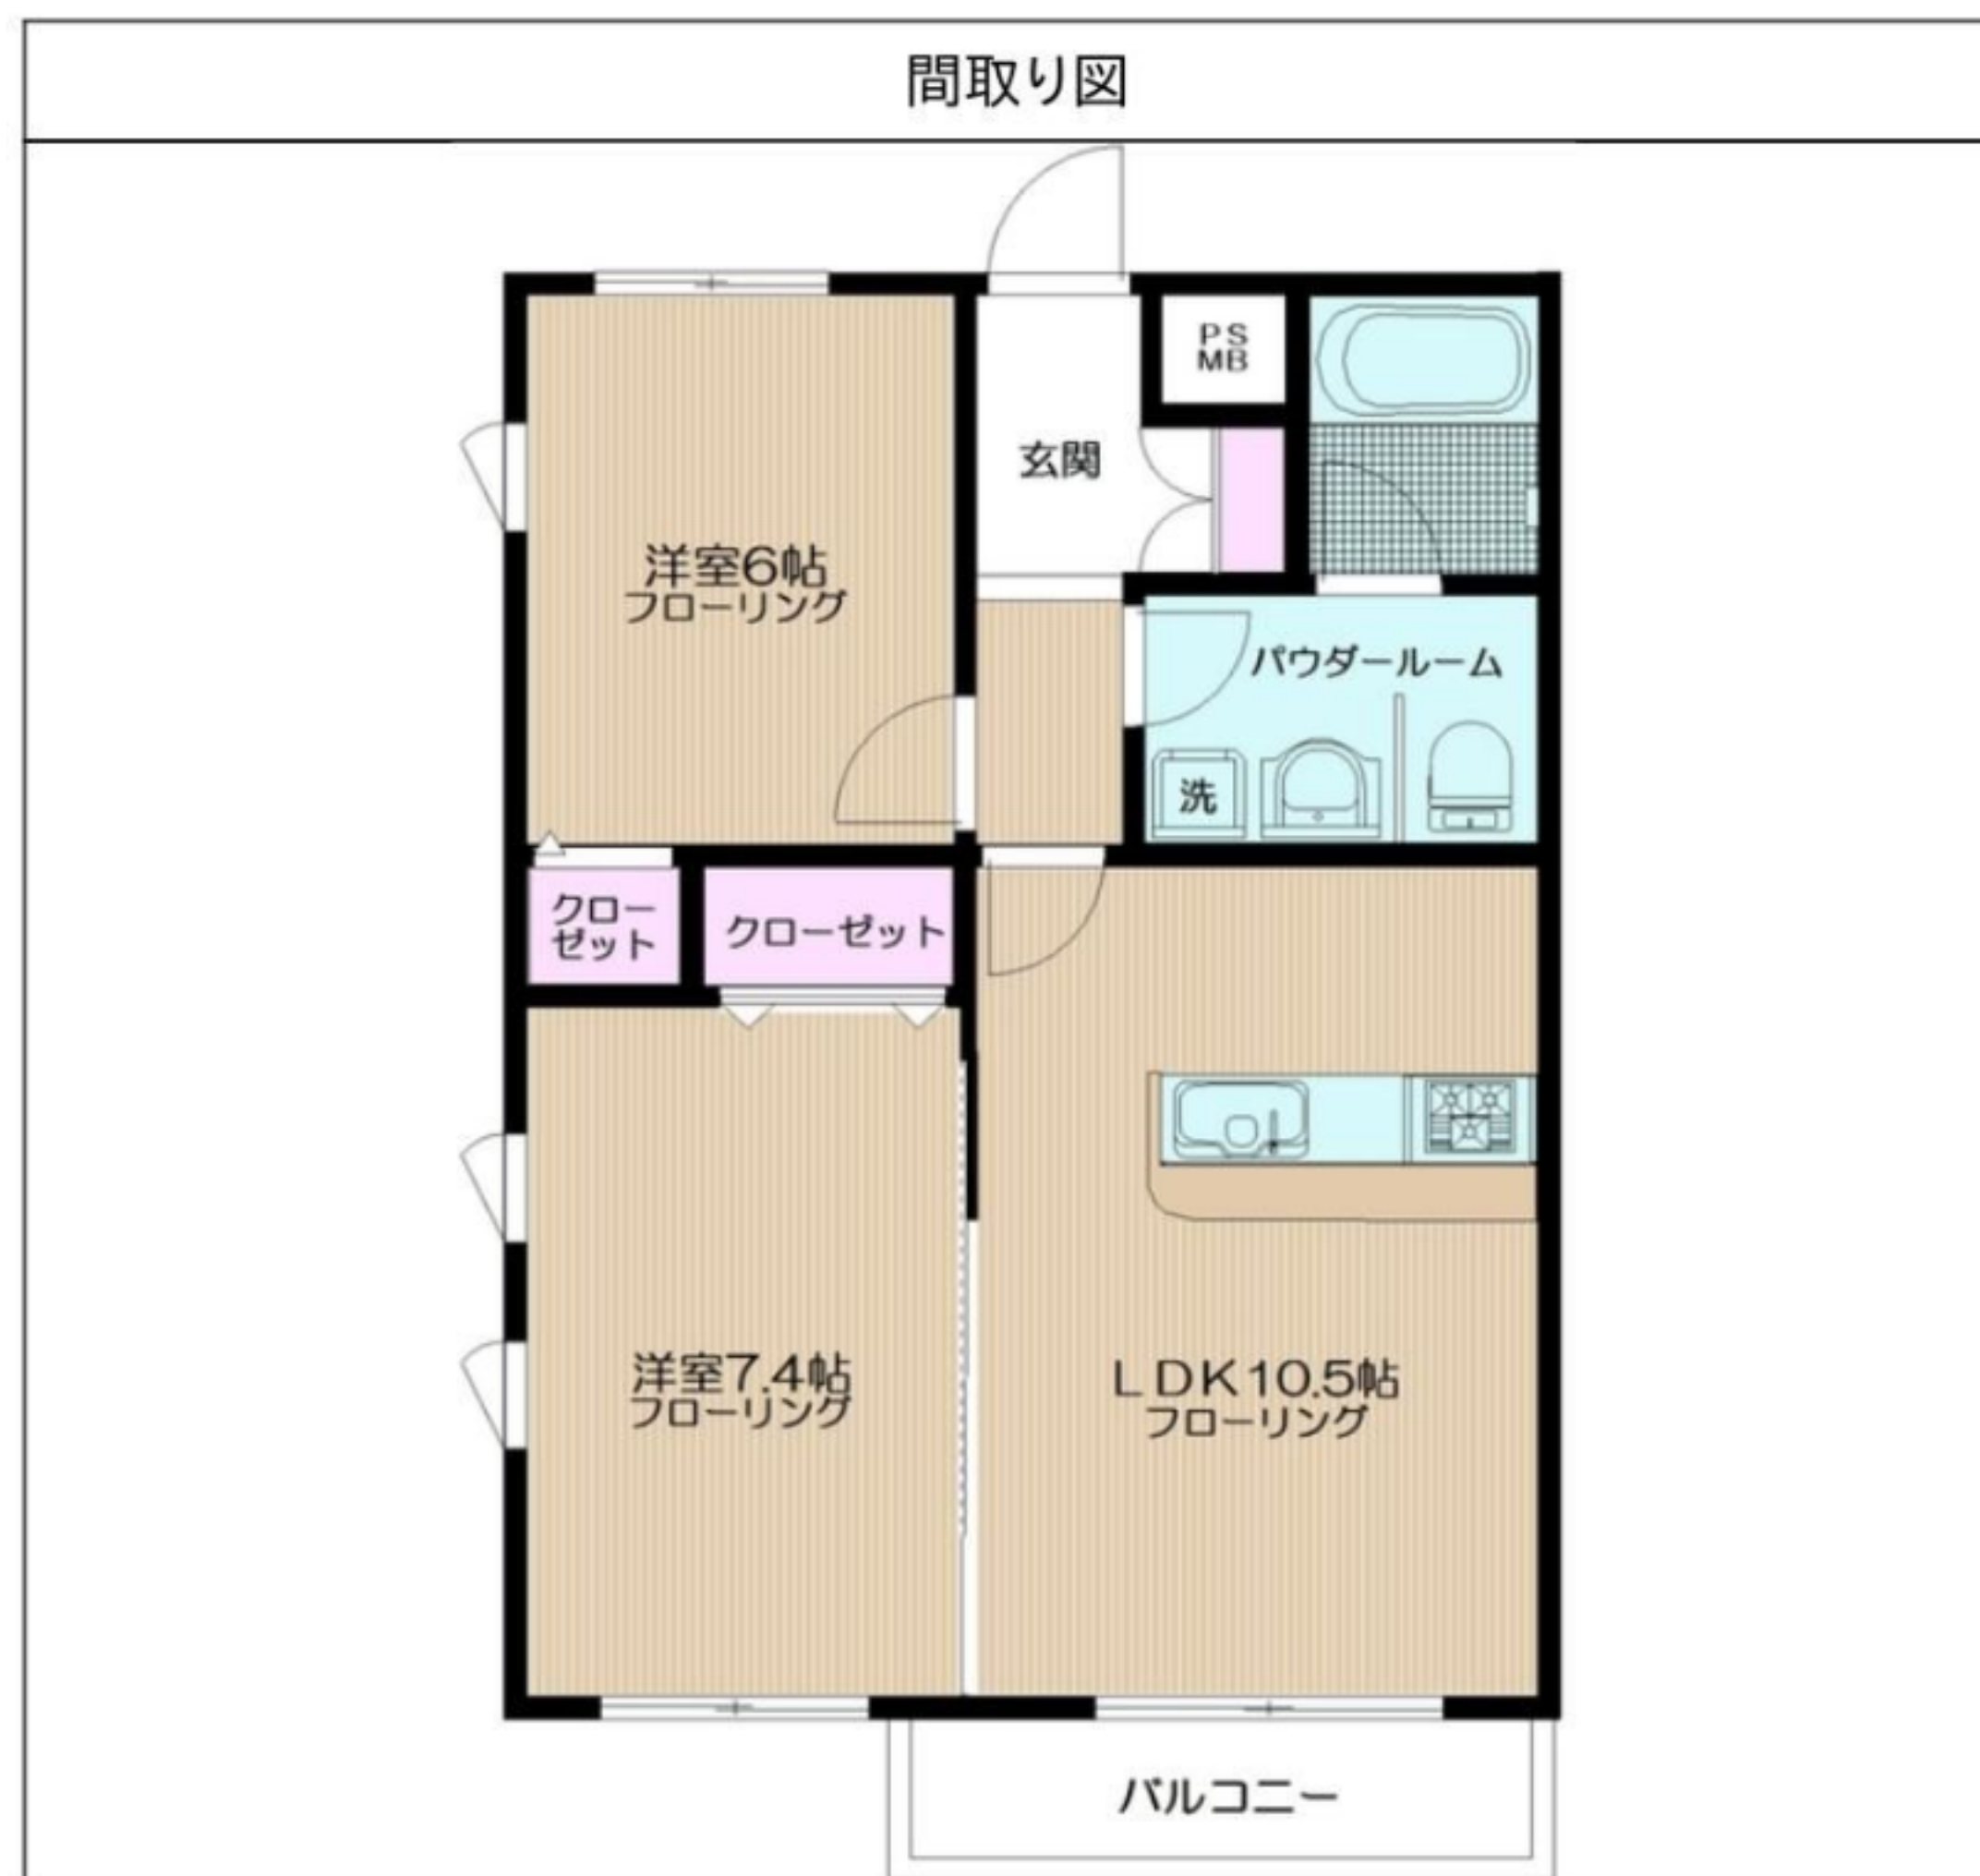 間取り図
PS
MB
玄関
洋室6帖
フローリング
パウダールーム
洗
クロー
ゼット
クローゼット
洋室7.4帖
フローリング
LDK10.5帖
フローリング
バルコニー